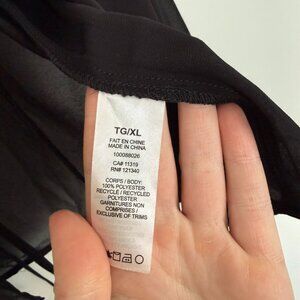 TG/XL
FAIT EN CHINE
MADE IN CHINA
100088026
CA# 11319
RN# 121340
CORPS / BODY:
100% POLYESTER
RECYCLÉ / RECYCLED
POLYESTER
GARNITURES NON
COMPRISES /
EXCLUSIVE OF TRIMS